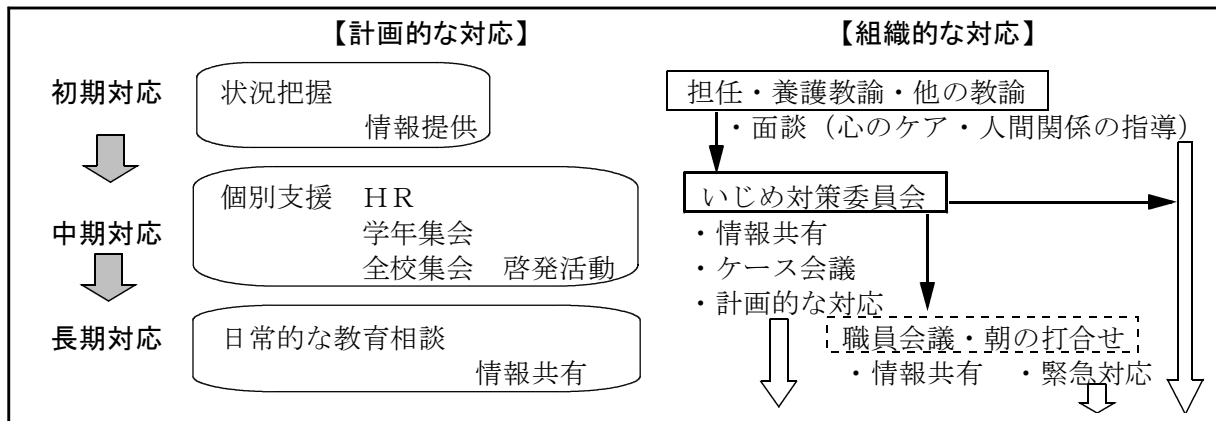 【計画的な対応】
【組織的な対応】
初期対応
状況把握
情報提供
担任・養護教諭・他の教諭
・面談（心のケア・人間関係の指導）
中期対応
個別支援　ＨＲ
学年集会
全校集会　啓発活動
いじめ対策委員会
・情報共有
・ケース会議
・計画的な対応
長期対応
日常的な教育相談
情報共有
職員会議・朝の打合せ
・情報共有　・緊急対応